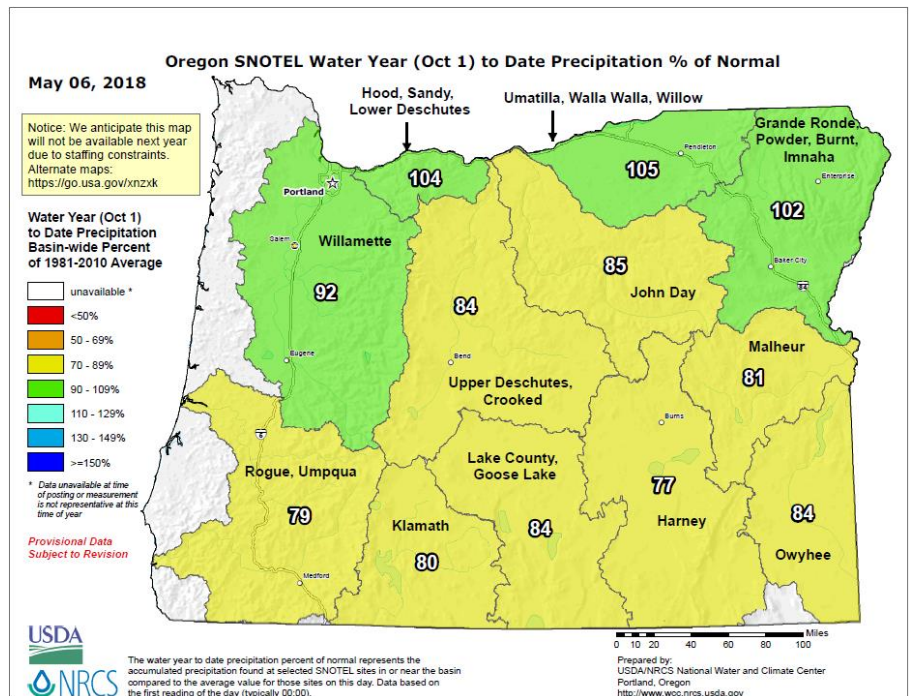 Oregon SNOTEL Water Year (Oct 1) to Date Precipitation % of Normal
May 06, 2018
Notice: We anticipate this map
will not be available next year
due to staffing constraints.
Alternate maps:
https://go.usa.gov/xnzxk
Water Year (Oct 1)
to Date Precipitation
Basin-wide Percent
of 1981-2010 Average
unavailable *
<50%
50 - 69%
70 - 89%
90 - 109%
110 - 129%
130 - 149%
>=150%
* Data unavailable at time
of posting or measurement
is not representative at this
time of year
Provisional Data
Subject to Revision
Hood, Sandy,
Lower Deschutes
104
Umatilla, Walla Walla, Willow
Pendleton
105
Grande Ronde,
Powder, Burnt,
Imnaha
Enterprise
102
Baker City
84
Portland
Salem
Willamette
92
Eugene
84
Bend
Upper Deschutes,
Crooked
85
John Day
Malheur
81
Burns
5
Rogue, Umpqua
79
Medford
Klamath
80
Lake County,
Goose Lake
84
77
Harney
84
Owyhee
Miles
0 10 20 40 60 80 100
USDA
NRCS
The water year to date precipitation percent of normal represents the
accumulated precipitation found at selected SNOTEL sites in or near the basin
compared to the average value for those sites on this day. Data based on
the first reading of the day (typically 00:00).
Prepared by:
USDA/NRCS National Water and Climate Center
Portland, Oregon
http://www.wcc.nrcs.usda.gov